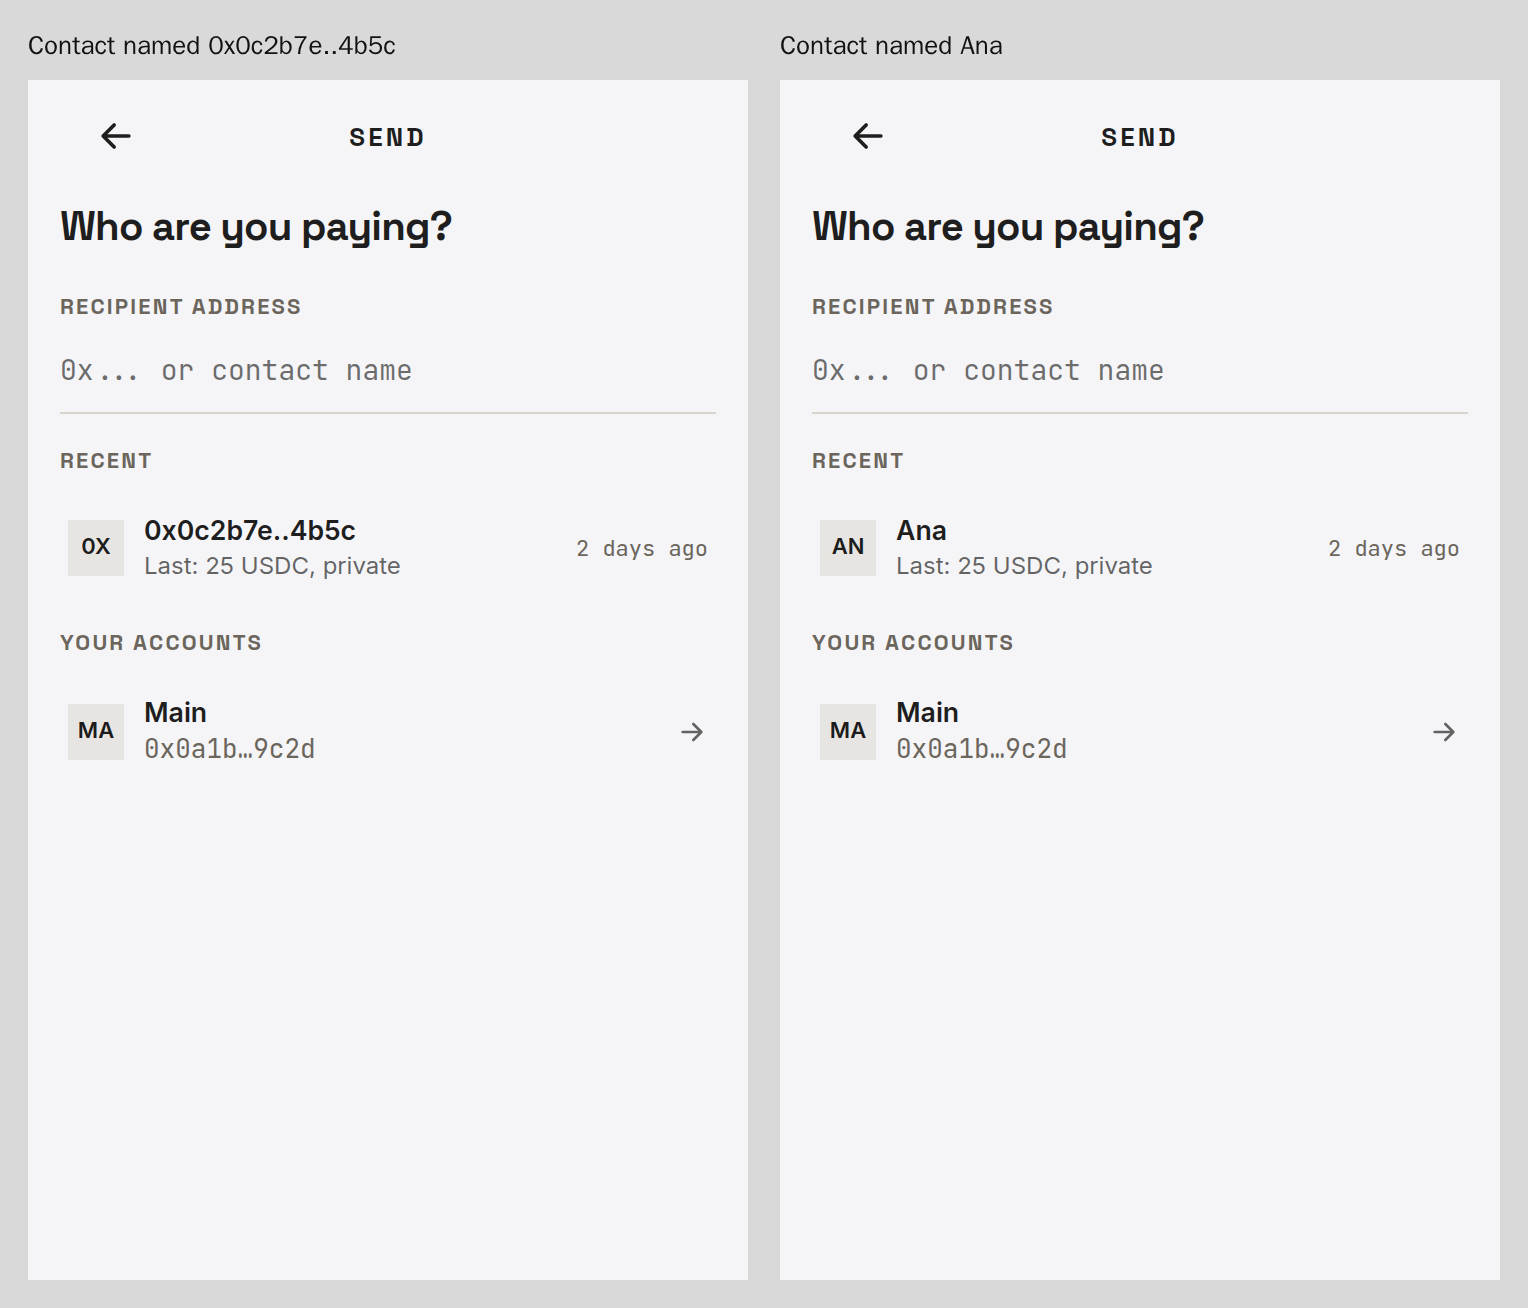 Contact named 0x0c2b7e..4b5c
SEND
Who are you paying?
RECIPIENT ADDRESS
0x... or contact name
RECENT
0X
0x0c2b7e..4b5c
Last: 25 USDC, private
2 days ago
YOUR ACCOUNTS
MA
Main
0x0a1b…9c2d
Contact named Ana
SEND
Who are you paying?
RECIPIENT ADDRESS
0x... or contact name
RECENT
AN
Ana
Last: 25 USDC, private
2 days ago
YOUR ACCOUNTS
MA
Main
0x0a1b…9c2d